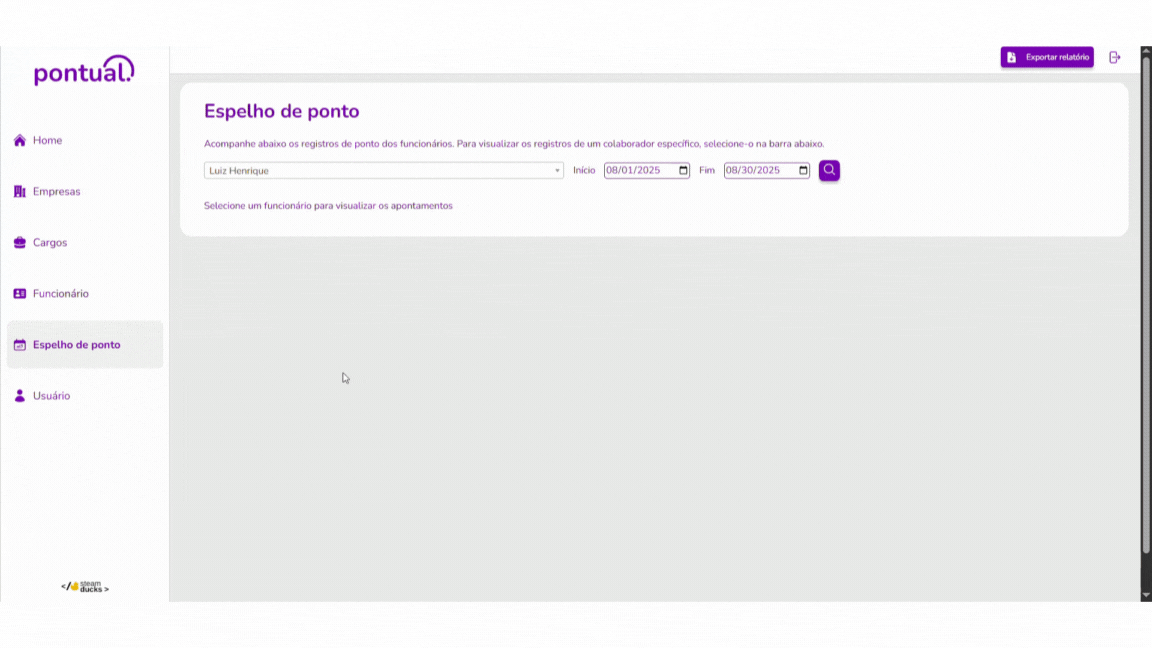 pontual.
Exportar relatório
Home
Empresas
Cargos
Funcionário
Espelho de ponto
Usuário
Espelho de ponto
Acompanhe abaixo os registros de ponto dos funcionários. Para visualizar os registros de um colaborador específico, selecione-o na barra abaixo.
Luiz Henrique Início 08/01/2025 Fim 08/30/2025
Selecione um funcionário para visualizar os apontamentos
</ steam
ducks >